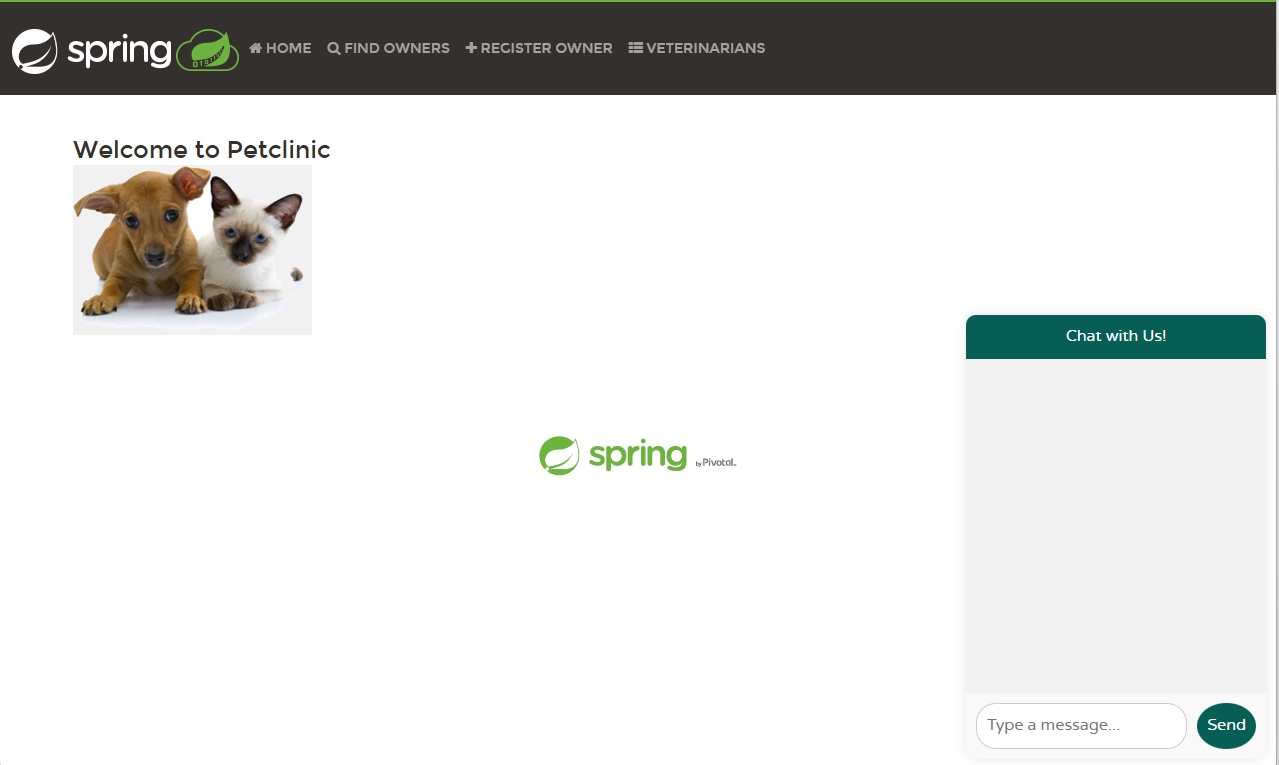 spring HOME FIND OWNERS REGISTER OWNER VETERINARIANS
Welcome to Petclinic
Chat with Us!
spring by Pivotal.
Type a message...
Send